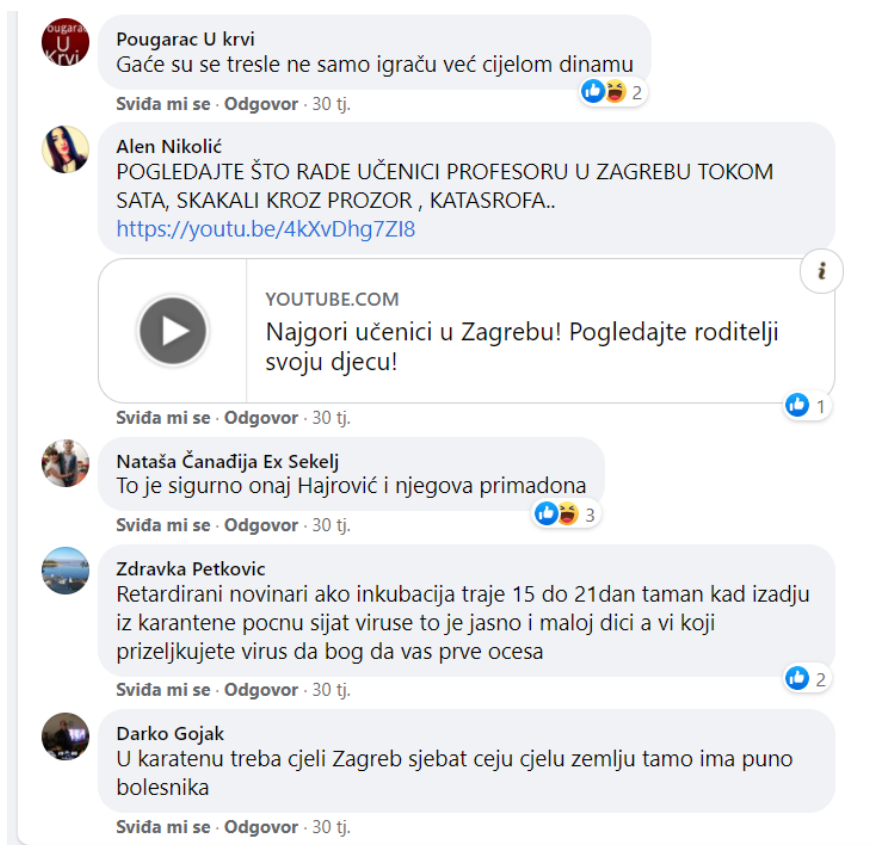 Pougarac U krvi
Gaće su se tresle ne samo igraču već cijelom dinamu
2
Sviđa mi se · Odgovor · 30 tj.
Alen Nikolić
POGLEDAJTE ŠTO RADE UČENICI PROFESORU U ZAGREBU TOKOM
SATA, SKAKALI KROZ PROZOR , KATASROFA..
https://youtu.be/4kXvDhg7ZI8
i
YOUTUBE.COM
Najgori učenici u Zagrebu! Pogledajte roditelji
svoju djecu!
1
Sviđa mi se · Odgovor · 30 tj.
Nataša Čanađija Ex Sekelj
To je sigurno onaj Hajrović i njegova primadona
3
Sviđa mi se · Odgovor · 30 tj.
Zdravka Petkovic
Retardirani novinari ako inkubacija traje 15 do 21dan taman kad izadju
iz karantene pocnu sijat viruse to je jasno i maloj dici a vi koji
prizeljkujete virus da bog da vas prve ocesa
2
Sviđa mi se · Odgovor · 30 tj.
Darko Gojak
U karatenu treba cjeli Zagreb sjebat ceju cjelu zemlju tamo ima puno
bolesnika
Sviđa mi se · Odgovor · 30 tj.